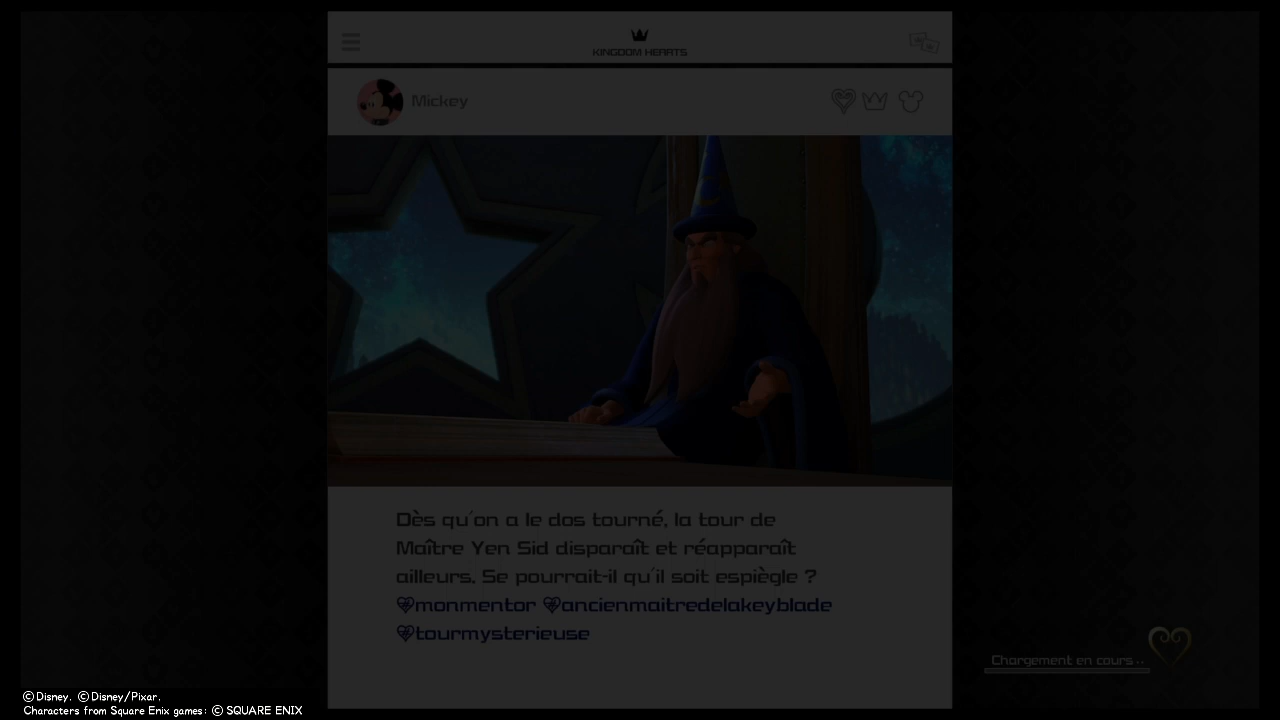 KINGDOM HEARTS
Mickey
Dès qu'on a le dos tourné, la tour de
Maître Yen Sid disparaît et réapparaît
ailleurs. Se pourrait-il qu'il soit espiègle ?
monmentor ancienmaitredelakeyblade
tourmysterieuse
Chargement en cours..
©Disney. ©Disney/Pixar.
Characters from Square Enix games: © SQUARE ENIX